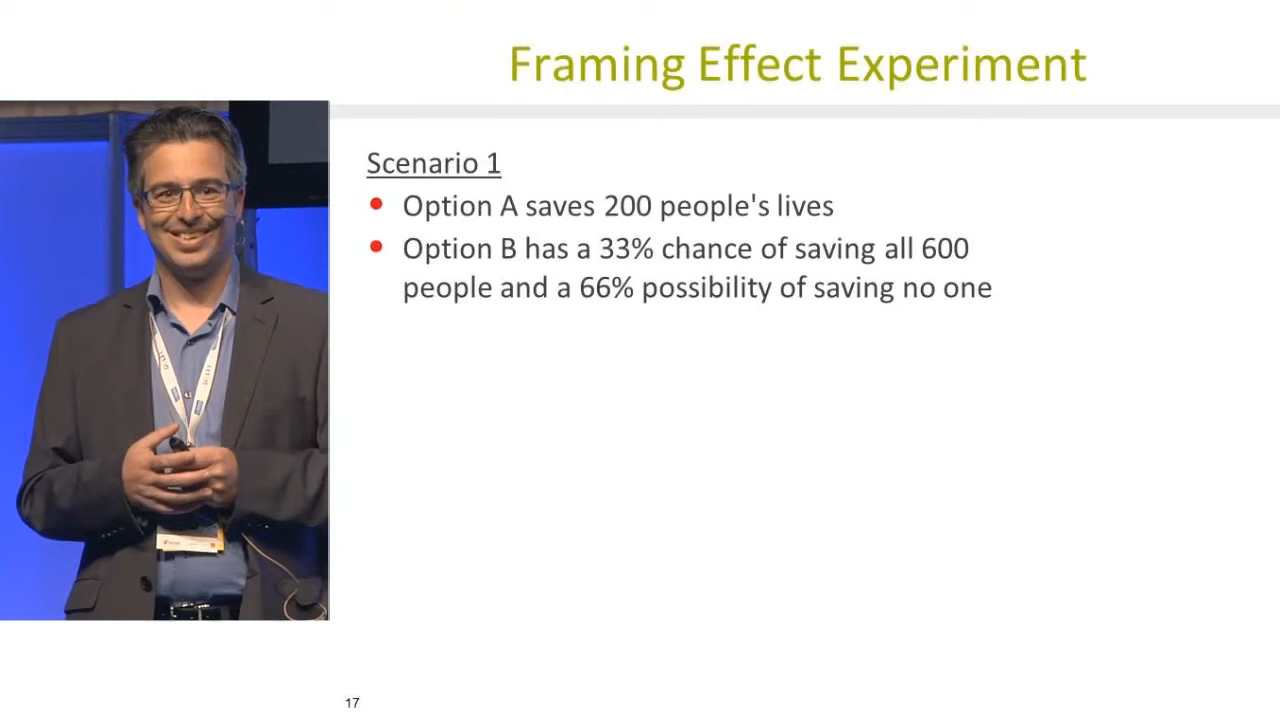 Framing Effect Experiment
Scenario 1
• Option A saves 200 people's lives
• Option B has a 33% chance of saving all 600
people and a 66% possibility of saving no one
17